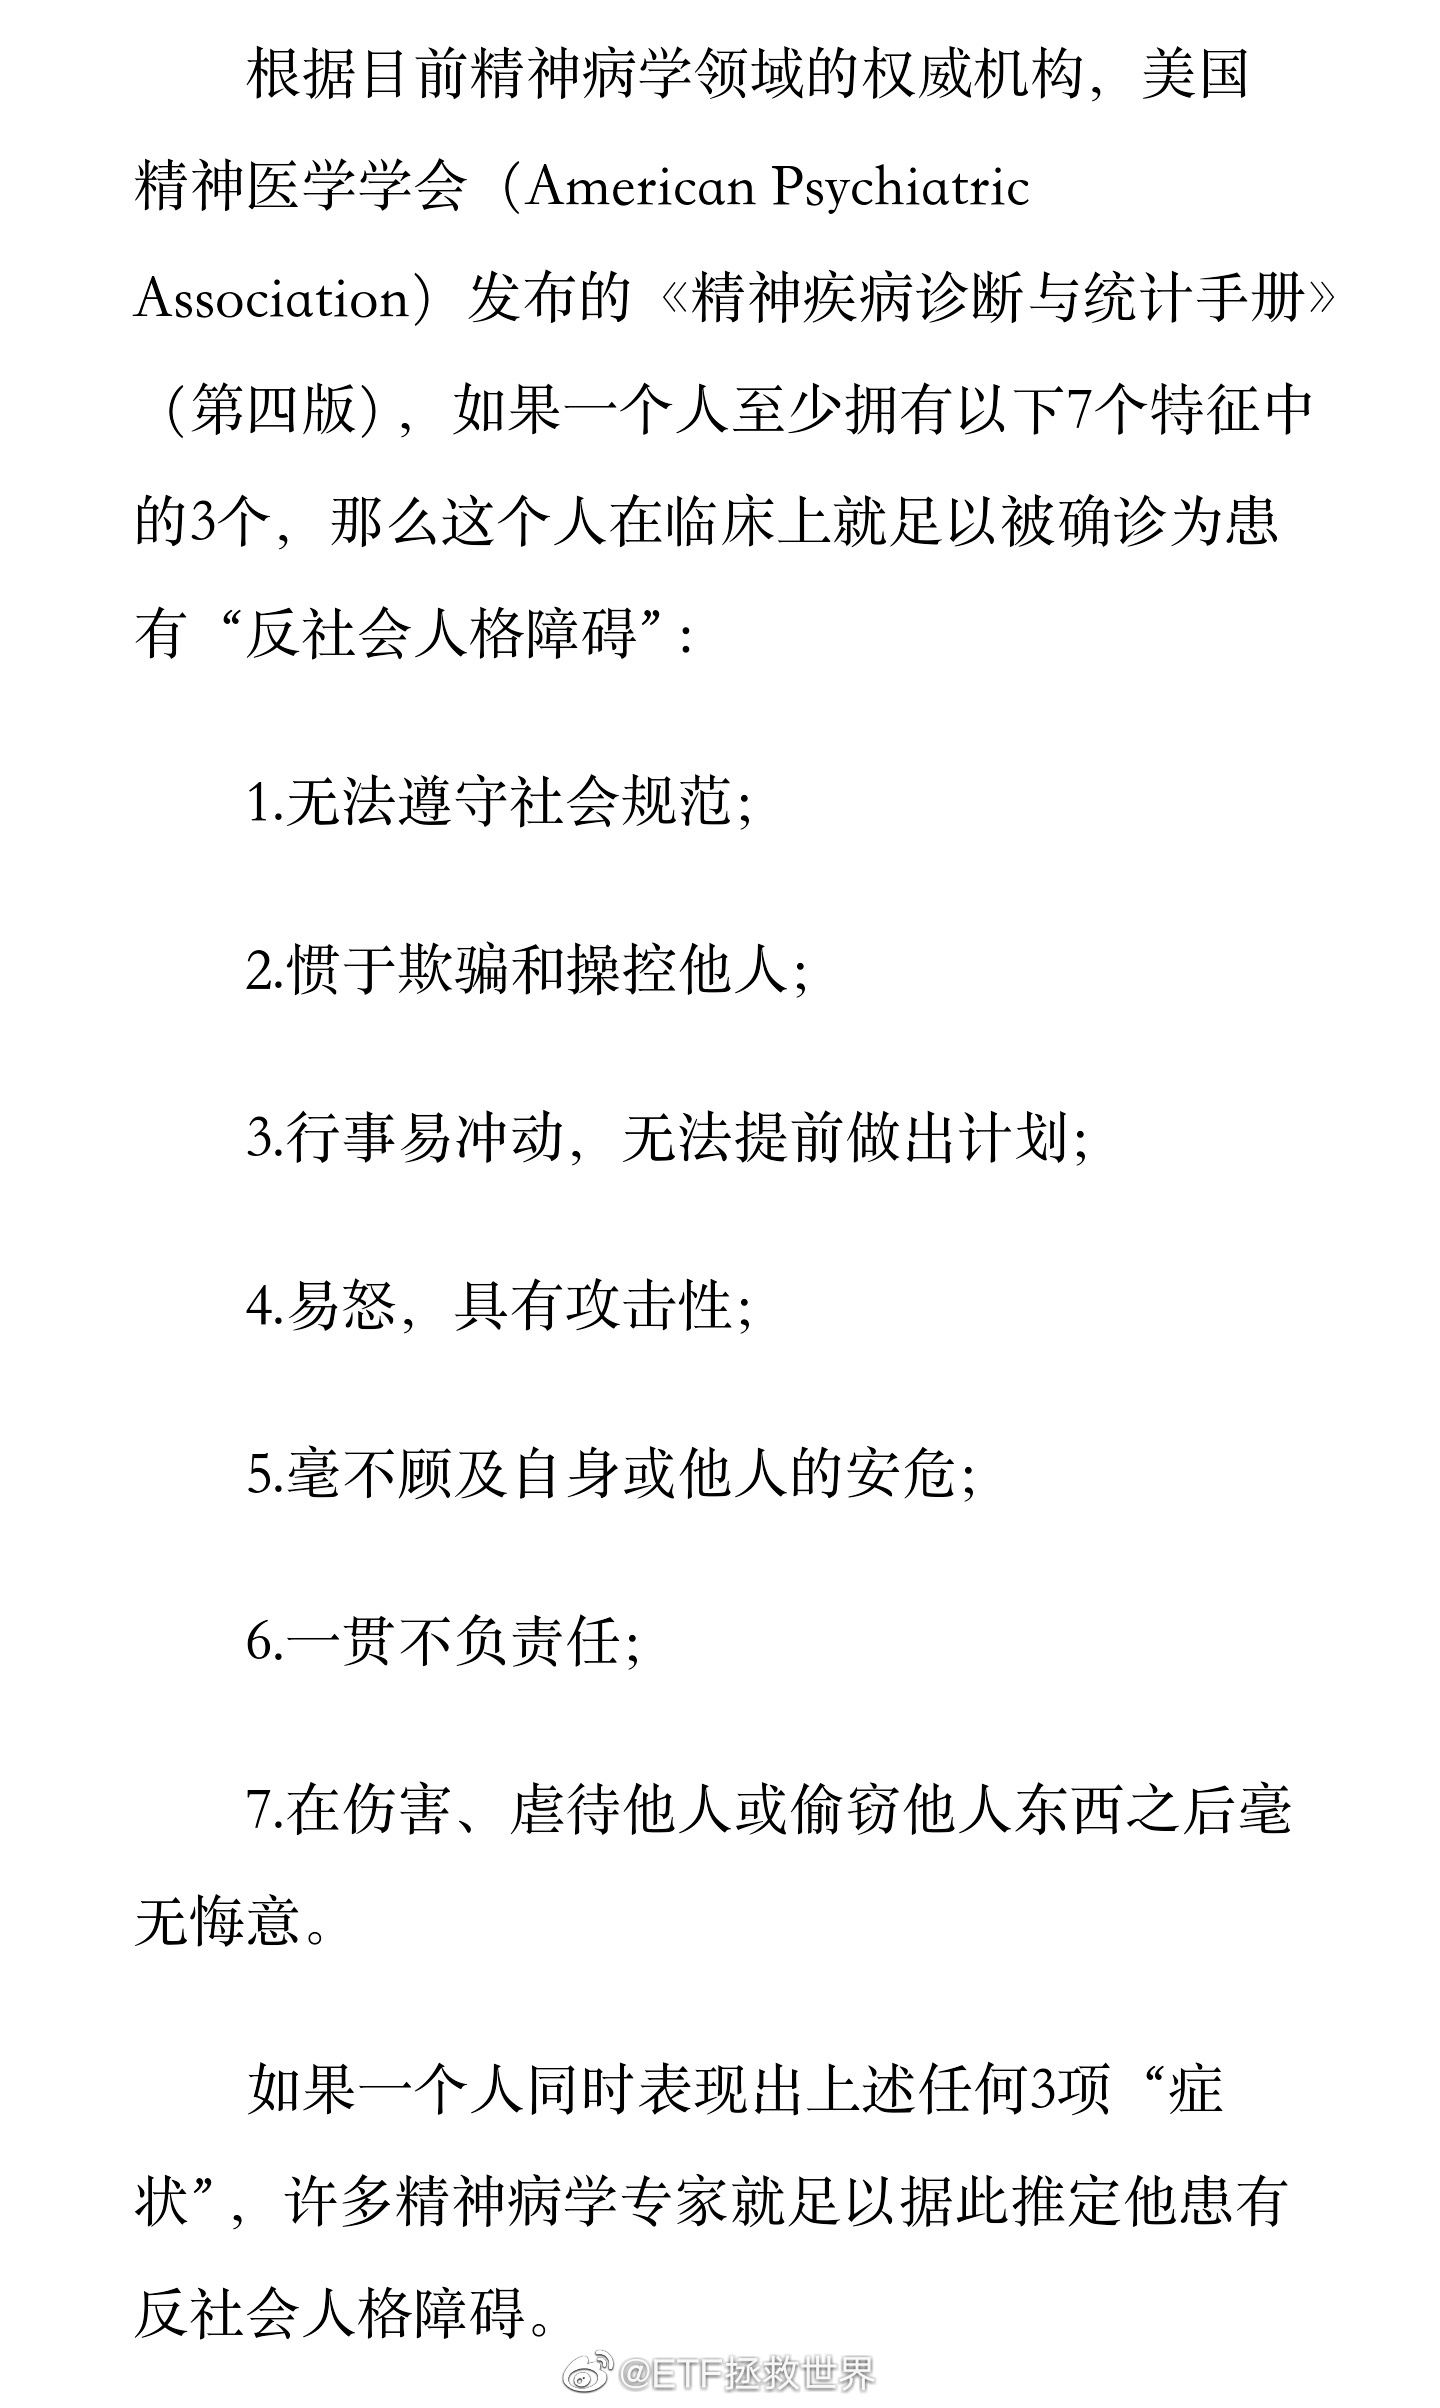 根据目前精神病学领域的权威机构，美国
精神医学学会（American Psychiatric
Association）发布的《精神疾病诊断与统计手册》
（第四版），如果一个人至少拥有以下7个特征中
的3个，那么这个人在临床上就足以被确诊为患
有“反社会人格障碍”：
1.无法遵守社会规范；
2.惯于欺骗和操控他人；
3.行事易冲动，无法提前做出计划；
4.易怒，具有攻击性；
5.毫不顾及自身或他人的安危；
6.一贯不负责任；
7.在伤害、虐待他人或偷窃他人东西之后毫
无悔意。
如果一个人同时表现出上述任何3项“症
状”，许多精神病学专家就足以据此推定他患有
反社会人格障碍。
@ETF拯救世界